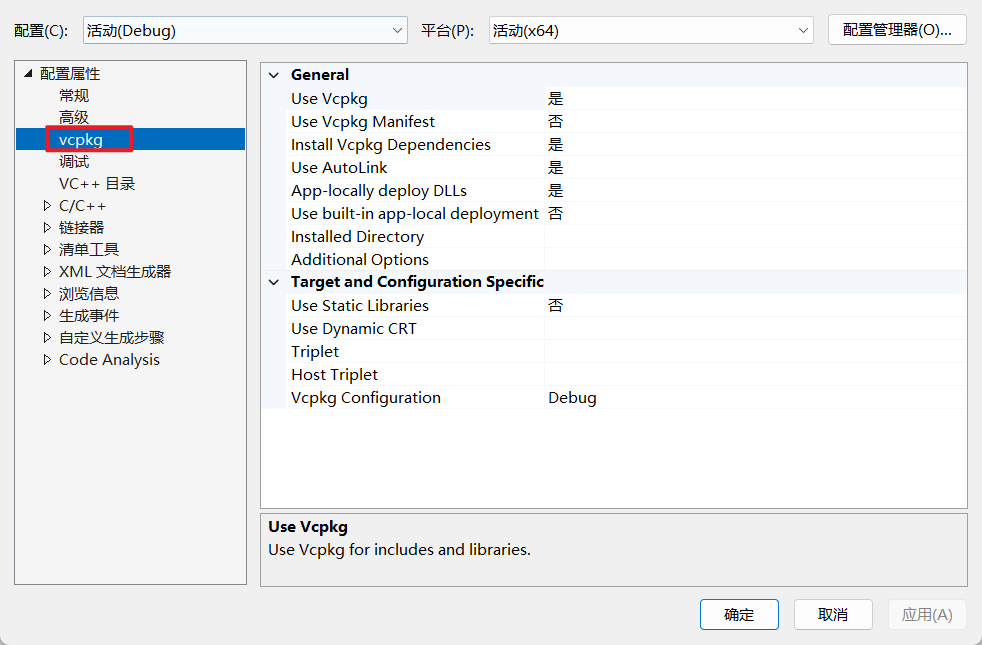 配置(C): 活动(Debug) 平台(P): 活动(x64) 配置管理器(O)...
配置属性
常规
高级
vcpkg
调试
VC++ 目录
C/C++
链接器
清单工具
XML 文档生成器
浏览信息
生成事件
自定义生成步骤
Code Analysis
General
Use Vcpkg 是
Use Vcpkg Manifest 否
Install Vcpkg Dependencies 是
Use AutoLink 是
App-locally deploy DLLs 是
Use built-in app-local deployment 否
Installed Directory
Additional Options
Target and Configuration Specific
Use Static Libraries 否
Use Dynamic CRT
Triplet
Host Triplet
Vcpkg Configuration Debug
Use Vcpkg
Use Vcpkg for includes and libraries.
确定 取消 应用(A)